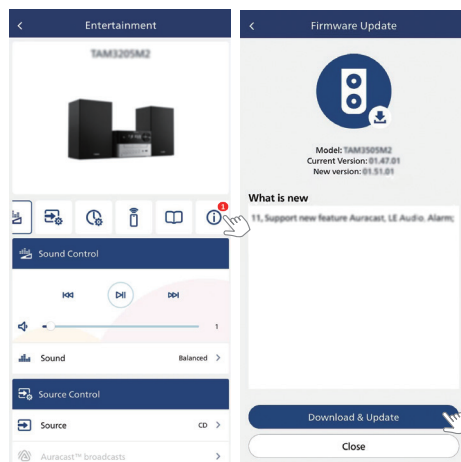 Entertainment
TAM3205M2
1
Sound Control
1
Sound
Balanced
Source Control
Source
CD
Auracast™ broadcasts
Firmware Update
Model: TAM3505M2
Current Version: 01.47.01
New version: 01.51.01
What is new
11, Support new feature Auracast, LE Audio. Alarm;
Download & Update
Close